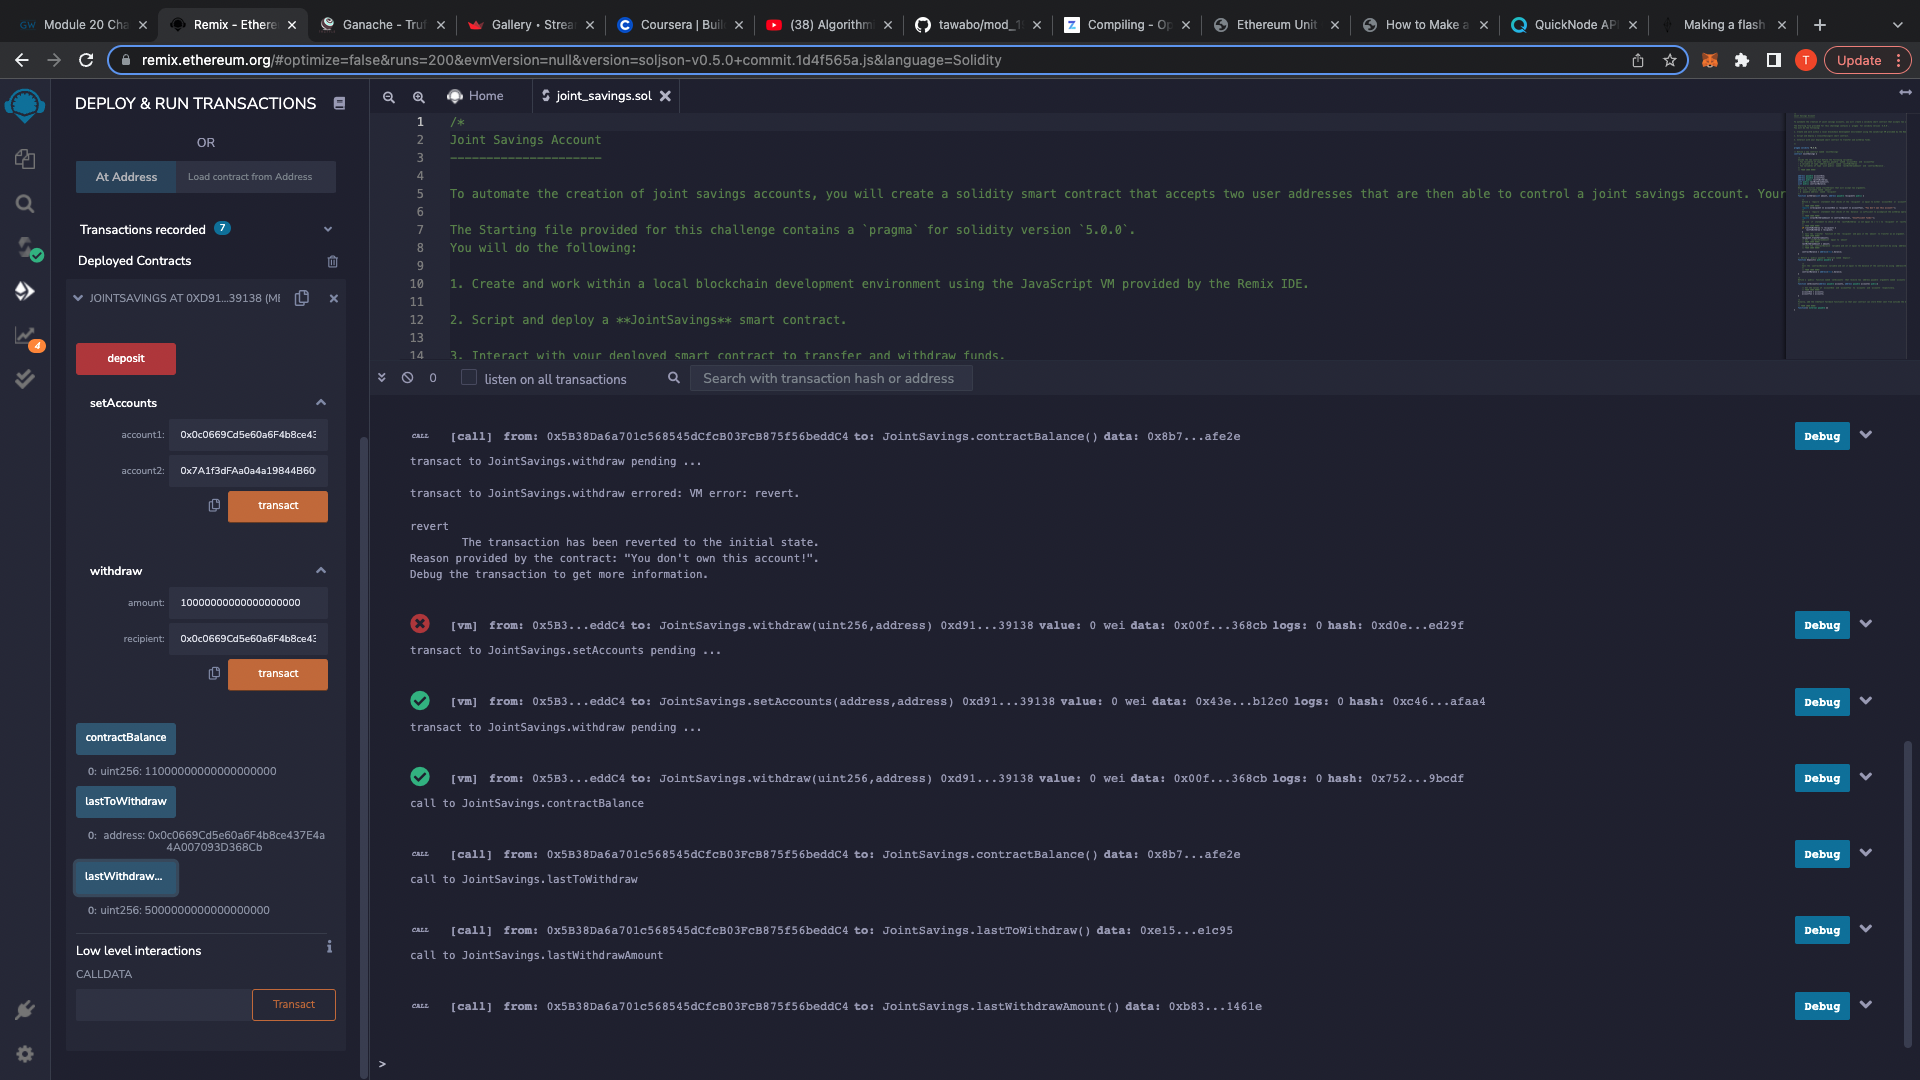 Module 20 Cha
Remix - Ethere
Ganache - Truf
Gallery • Strea
Coursera | Buil
(38) Algorithm
tawabo/mod_1
Compiling - Op
Ethereum Unit
How to Make a
QuickNode API
Making a flash
remix.ethereum.org/#optimize=false&runs=200&evmVersion=null&version=soljson-v0.5.0+commit.1d4f565a.js&language=Solidity
T
Update
DEPLOY & RUN TRANSACTIONS
OR
At Address
Load contract from Address
Transactions recorded 7
Deployed Contracts
JOINTSAVINGS AT 0XD91...39138 (ME
deposit
setAccounts
account1: 0x0c0669Cd5e60a6F4b8ce43
account2: 0x7A1f3dFAa0a4a19844B60
transact
withdraw
amount: 10000000000000000000
recipient: 0x0c0669Cd5e60a6F4b8ce43
transact
contractBalance
0: uint256: 11000000000000000000
lastToWithdraw
0: address: 0x0c0669Cd5e60a6F4b8ce437E4a
4A007093D368Cb
lastWithdraw...
0: uint256: 5000000000000000000
Low level interactions
i
CALLDATA
Transact
4
Home
joint_savings.sol
1 /*
2 Joint Savings Account
3 ---------------------
4
5 To automate the creation of joint savings accounts, you will create a solidity smart contract that accepts two user addresses that are then able to control a joint savings account. Your
6
7 The Starting file provided for this challenge contains a `pragma` for solidity version `5.0.0`.
8 You will do the following:
9
10 1. Create and work within a local blockchain development environment using the JavaScript VM provided by the Remix IDE.
11
12 2. Script and deploy a **JointSavings** smart contract.
13
14 3. Interact with your deployed smart contract to transfer and withdraw funds.
0
listen on all transactions
Search with transaction hash or address
CALL [call] from: 0x5B38Da6a701c568545dCfcB03FcB875f56beddC4 to: JointSavings.contractBalance() data: 0x8b7...afe2e
Debug
transact to JointSavings.withdraw pending ...
transact to JointSavings.withdraw errored: VM error: revert.
revert
The transaction has been reverted to the initial state.
Reason provided by the contract: "You don't own this account!".
Debug the transaction to get more information.
[vm] from: 0x5B3...eddC4 to: JointSavings.withdraw(uint256,address) 0xd91...39138 value: 0 wei data: 0x00f...368cb logs: 0 hash: 0xd0e...ed29f
Debug
transact to JointSavings.setAccounts pending ...
[vm] from: 0x5B3...eddC4 to: JointSavings.setAccounts(address,address) 0xd91...39138 value: 0 wei data: 0x43e...b12c0 logs: 0 hash: 0xc46...afaa4
Debug
transact to JointSavings.withdraw pending ...
[vm] from: 0x5B3...eddC4 to: JointSavings.withdraw(uint256,address) 0xd91...39138 value: 0 wei data: 0x00f...368cb logs: 0 hash: 0x752...9bcdf
Debug
call to JointSavings.contractBalance
CALL [call] from: 0x5B38Da6a701c568545dCfcB03FcB875f56beddC4 to: JointSavings.contractBalance() data: 0x8b7...afe2e
Debug
call to JointSavings.lastToWithdraw
CALL [call] from: 0x5B38Da6a701c568545dCfcB03FcB875f56beddC4 to: JointSavings.lastToWithdraw() data: 0xe15...e1c95
Debug
call to JointSavings.lastWithdrawAmount
CALL [call] from: 0x5B38Da6a701c568545dCfcB03FcB875f56beddC4 to: JointSavings.lastWithdrawAmount() data: 0xb83...1461e
Debug
>